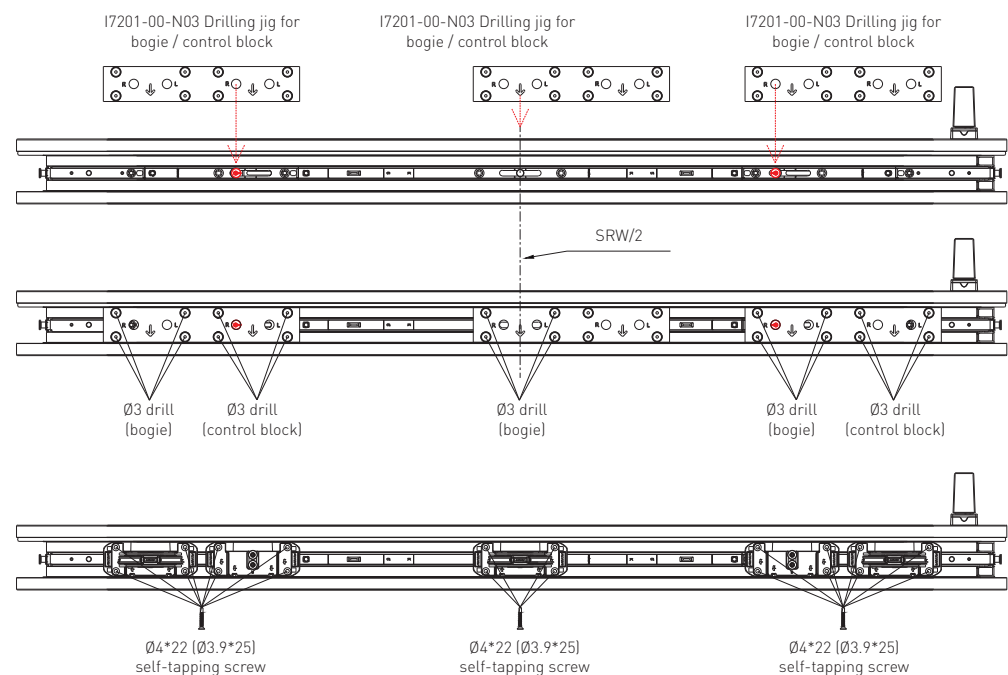 I7201-00-N03 Drilling jig for
bogie / control block
I7201-00-N03 Drilling jig for
bogie / control block
I7201-00-N03 Drilling jig for
bogie / control block
R L
R L
R L
SRW/2
R L
R L
R L
Ø3 drill
(bogie)
Ø3 drill
(control block)
Ø3 drill
(bogie)
Ø3 drill
(bogie)
Ø3 drill
(control block)
Ø4*22 (Ø3.9*25)
self-tapping screw
Ø4*22 (Ø3.9*25)
self-tapping screw
Ø4*22 (Ø3.9*25)
self-tapping screw